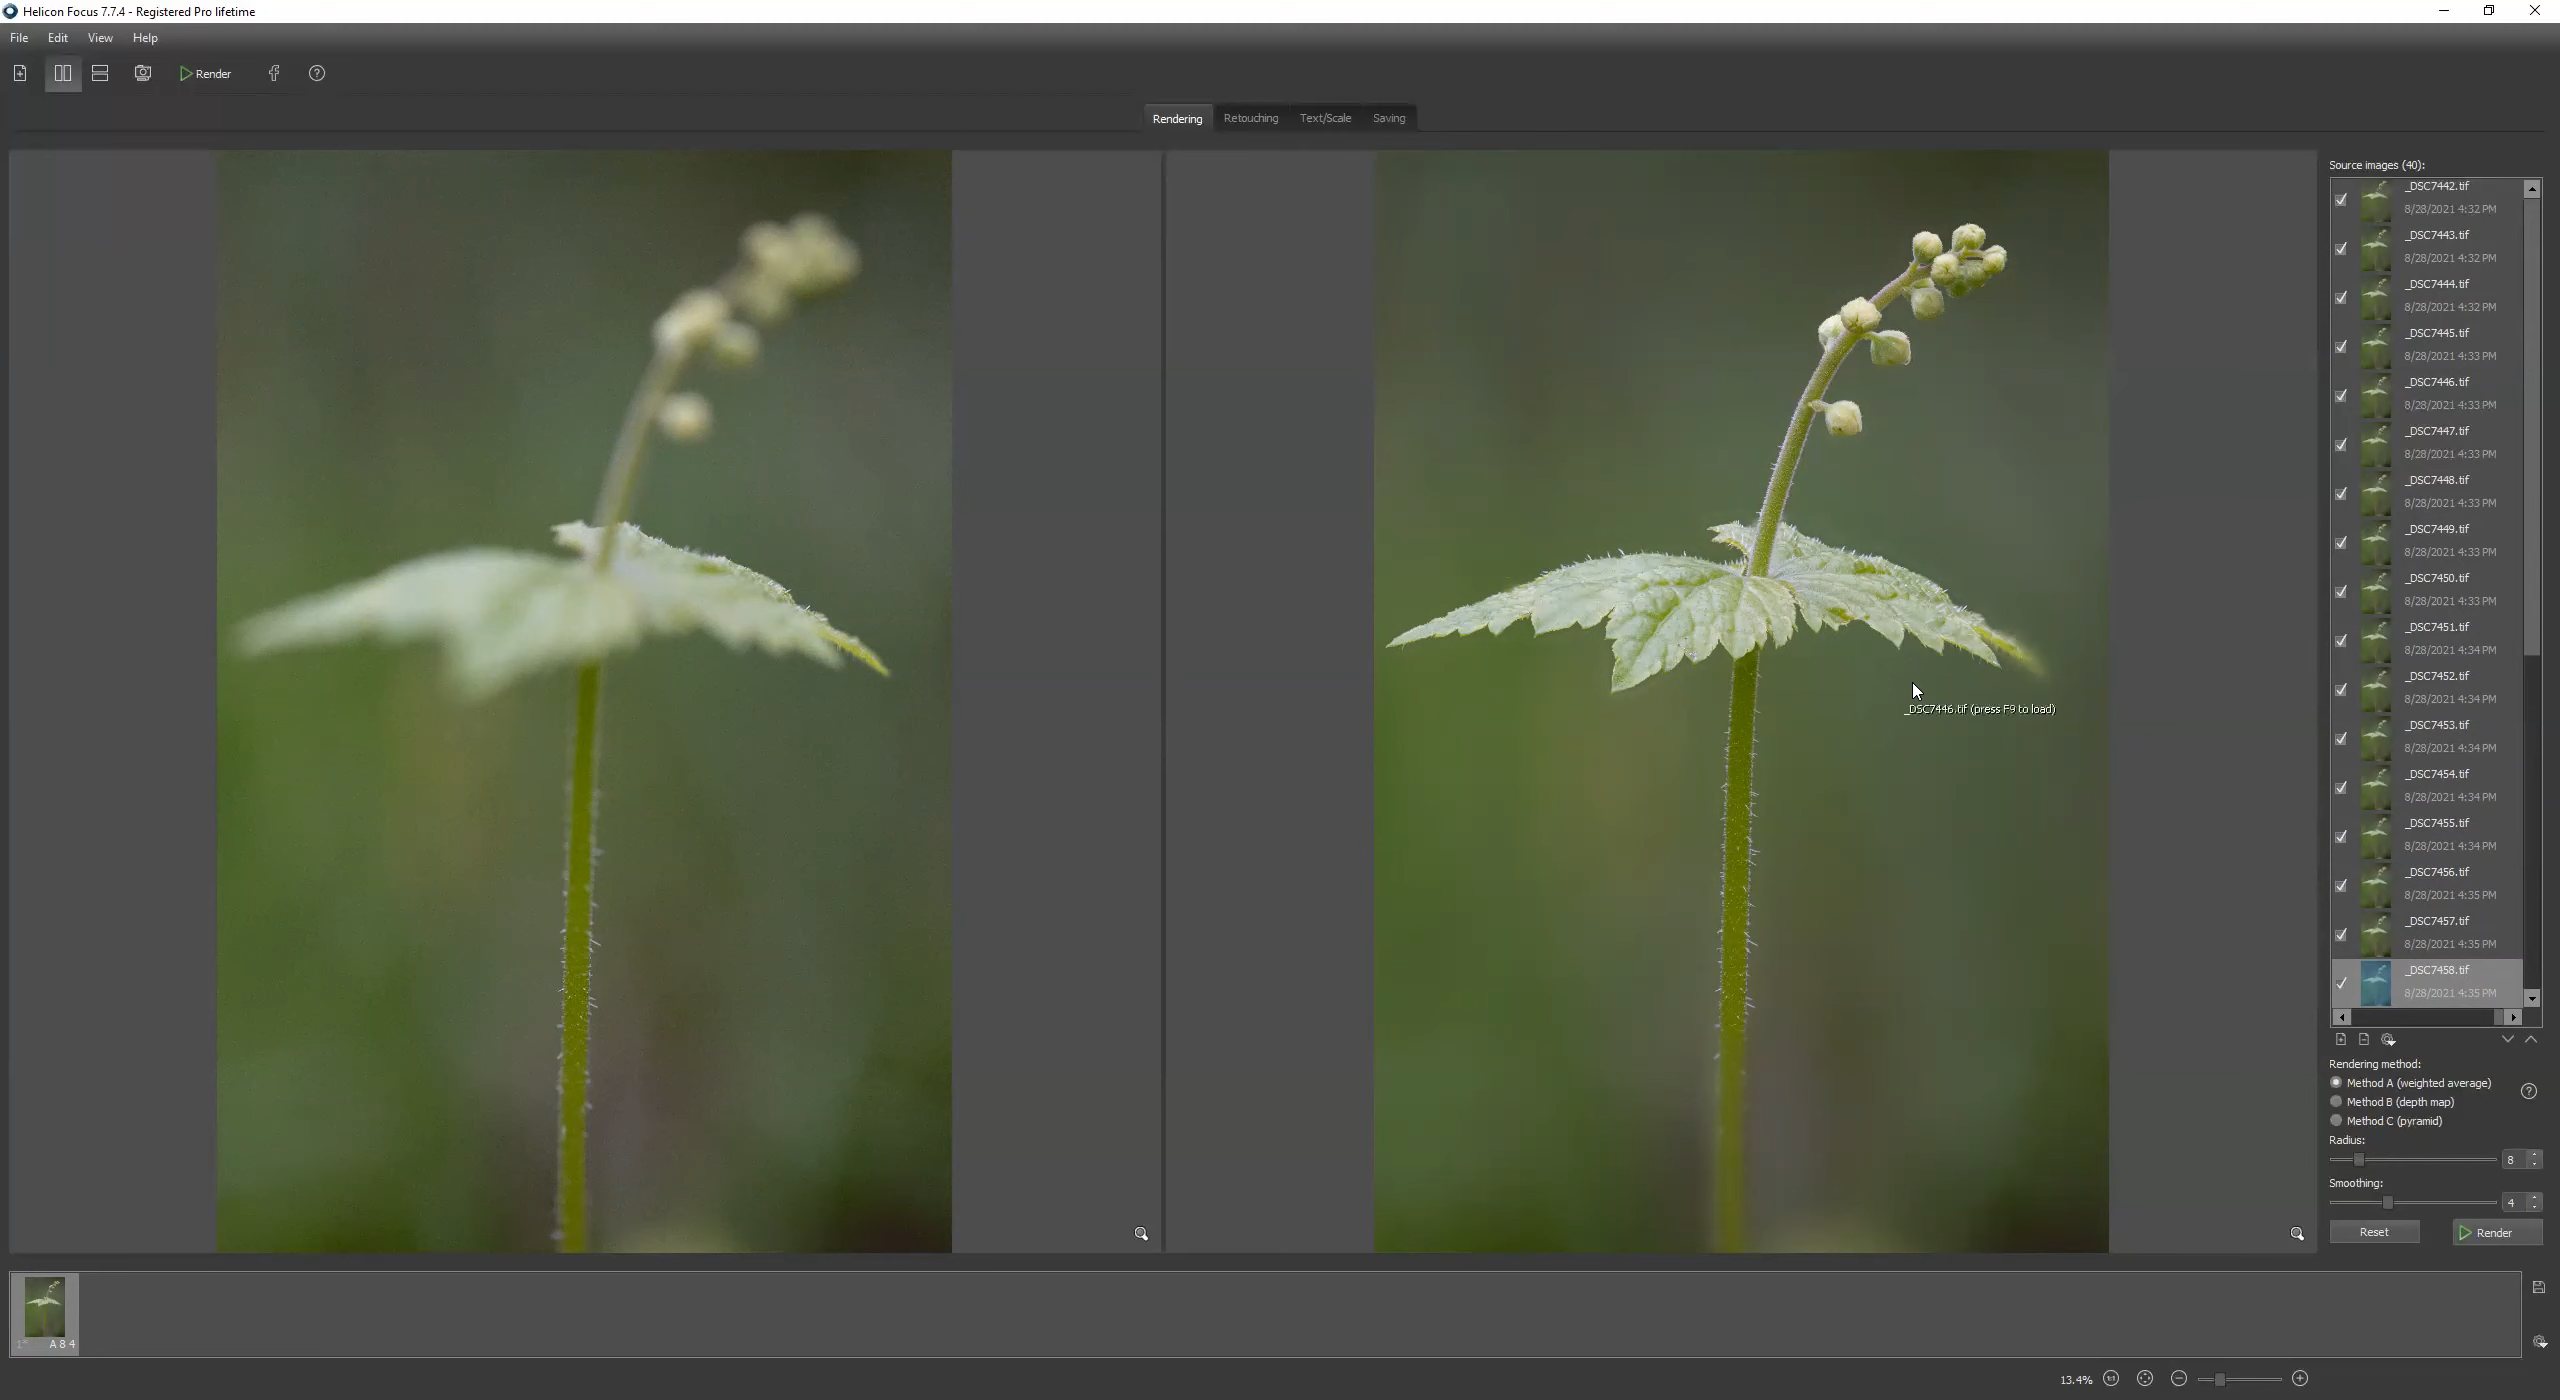 Helicon Focus 7.7.4 - Registered Pro lifetime
File Edit View Help
Render
Rendering Retouching Text/Scale Saving
Source images (40):
_DSC7442.tif
8/28/2021 4:32 PM
_DSC7443.tif
8/28/2021 4:32 PM
_DSC7444.tif
8/28/2021 4:32 PM
_DSC7445.tif
8/28/2021 4:33 PM
_DSC7446.tif
8/28/2021 4:33 PM
_DSC7447.tif
8/28/2021 4:33 PM
_DSC7448.tif
8/28/2021 4:33 PM
_DSC7449.tif
8/28/2021 4:33 PM
_DSC7450.tif
8/28/2021 4:33 PM
_DSC7451.tif
8/28/2021 4:34 PM
_DSC7452.tif
8/28/2021 4:34 PM
_DSC7453.tif
8/28/2021 4:34 PM
_DSC7454.tif
8/28/2021 4:34 PM
_DSC7455.tif
8/28/2021 4:34 PM
_DSC7456.tif
8/28/2021 4:35 PM
_DSC7457.tif
8/28/2021 4:35 PM
_DSC7458.tif
8/28/2021 4:35 PM
_DSC7446.tif (press F9 to load)
Rendering method:
Method A (weighted average)
Method B (depth map)
Method C (pyramid)
Radius:
8
Smoothing:
4
Reset Render
A 8 4
13.4%